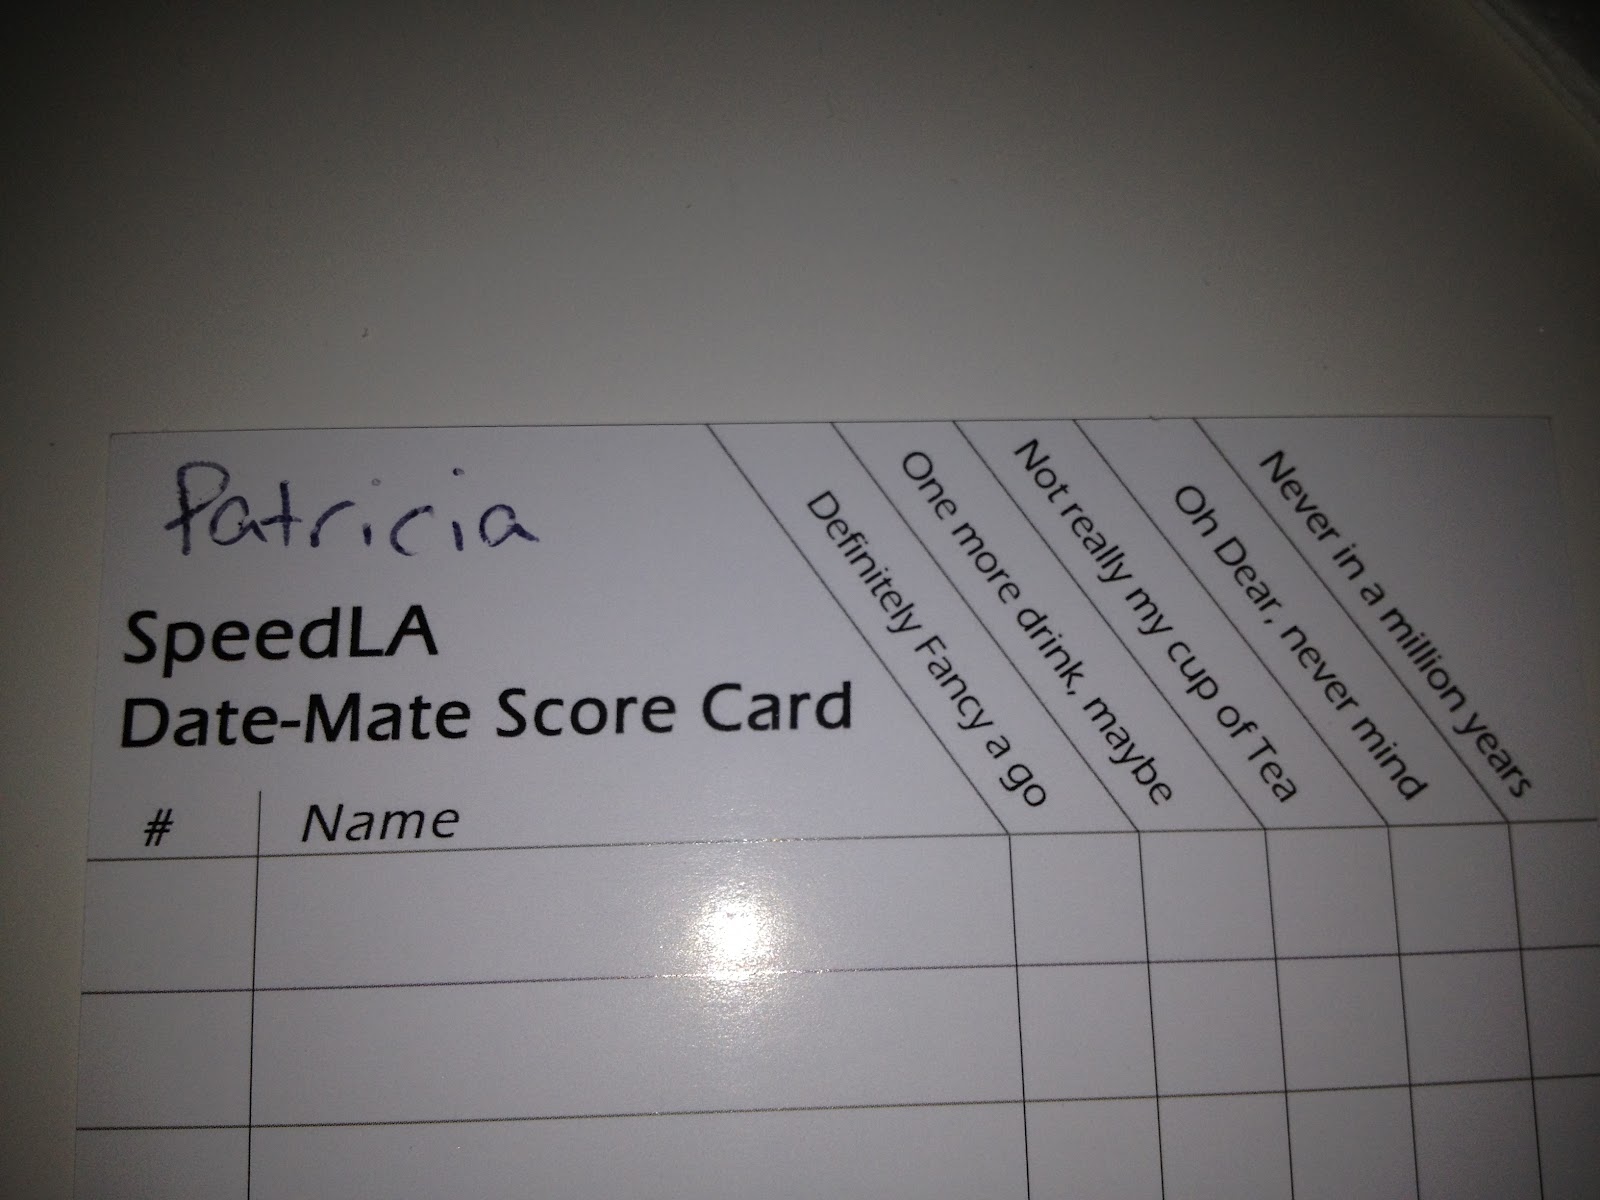 Patricia
SpeedLA
Date-Mate Score Card
# Name
Definitely Fancy a go
One more drink, maybe
Not really my cup of Tea
Oh Dear, never mind
Never in a million years